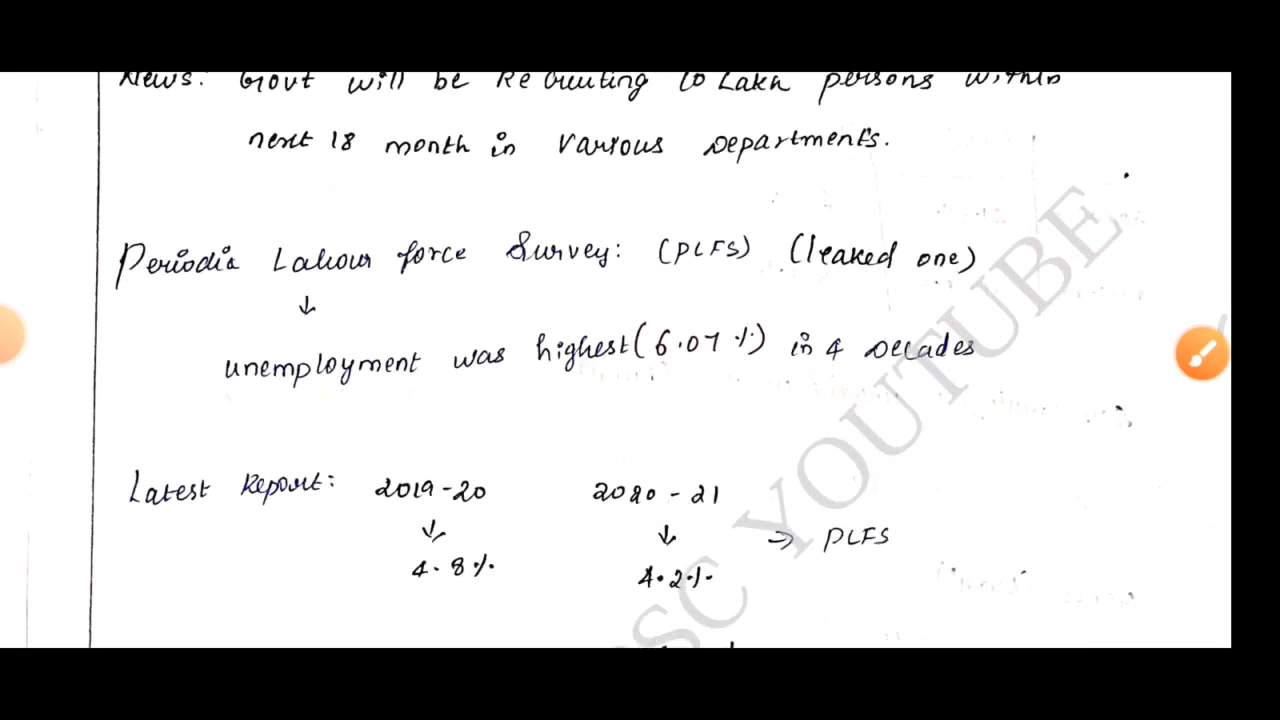 News: Govt will be Recruiting 10 Lakh persons within
next 18 month in various Departments.
Periodic Labour force Survey: (PLFS) (leaked one)
↓
unemployment was highest (6.07 %) in 4 Decades
Latest Report: 2019-20 2020-21
↓ ↓ ⇒ PLFS
4.8% 4.2%
SC YOUTUBE